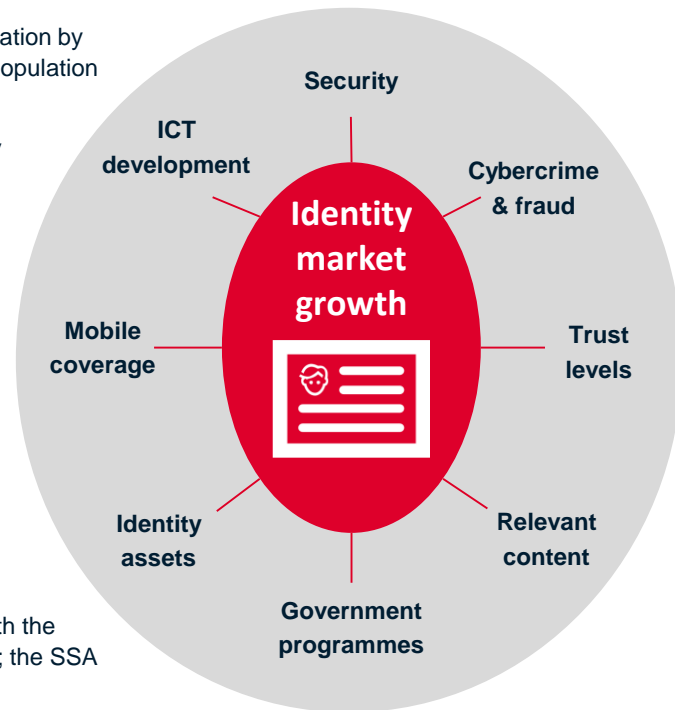 ation by
opulation
Security
ICT
development
Cybercrime
& fraud
Identity
market
growth
Mobile
coverage
Trust
levels
Identity
assets
Relevant
content
Government
programmes
th the
; the SSA